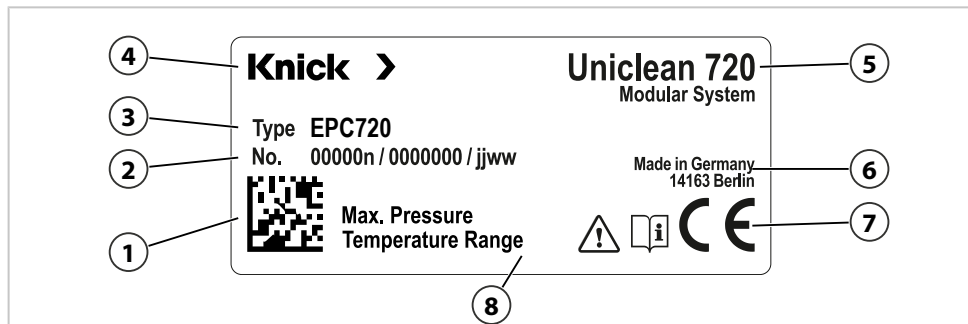 4
Knick >
Uniclean 720
5
Modular System
3
Type EPC720
2
No. 00000n / 0000000 / jjww
Made in Germany
14163 Berlin
6
1
Max. Pressure
Temperature Range
CE
7
8